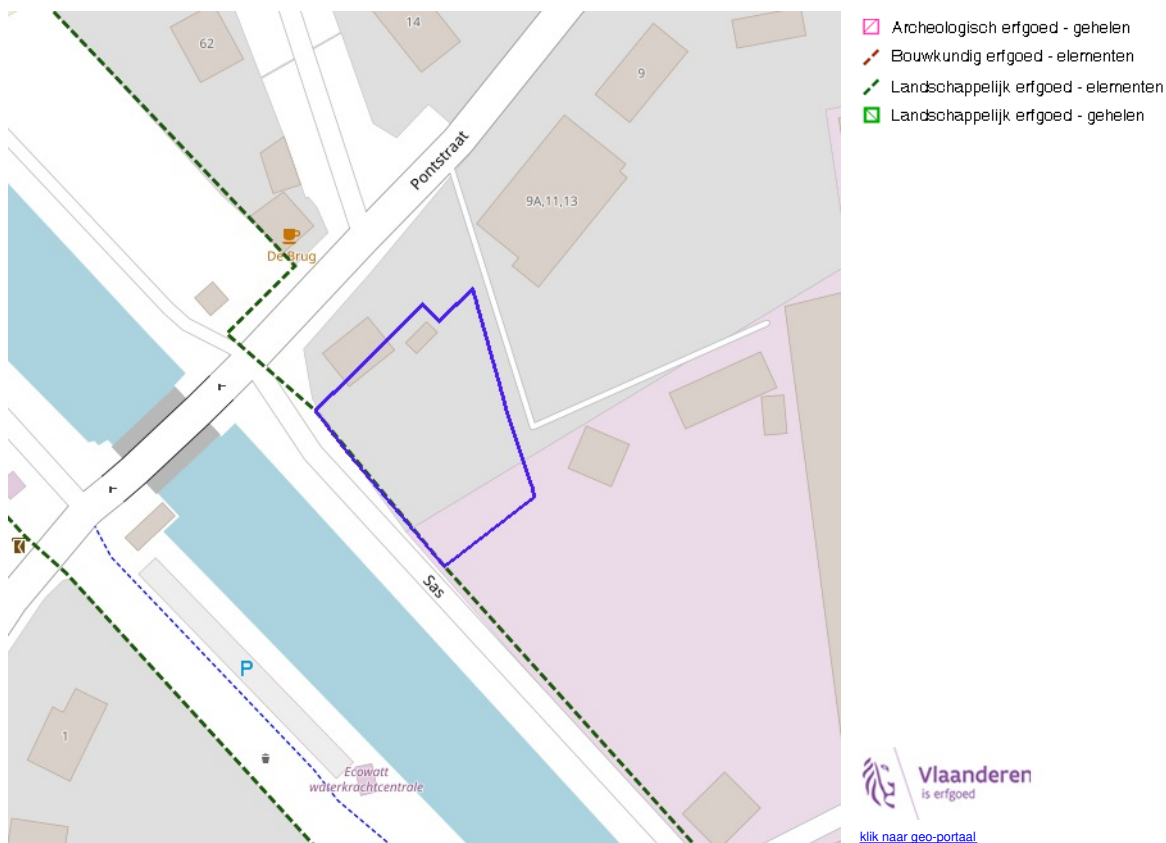 62
14
9
Pontstraat
9A,11,13
De Brug
Sas
P
1
Ecowatt
waterkrachtcentrale
Archeologisch erfgoed - gehelen
Bouwkundig erfgoed - elementen
Landschappelijk erfgoed - elementen
Landschappelijk erfgoed - gehelen
Vlaanderen
is erfgoed
klik naar geo-portaal